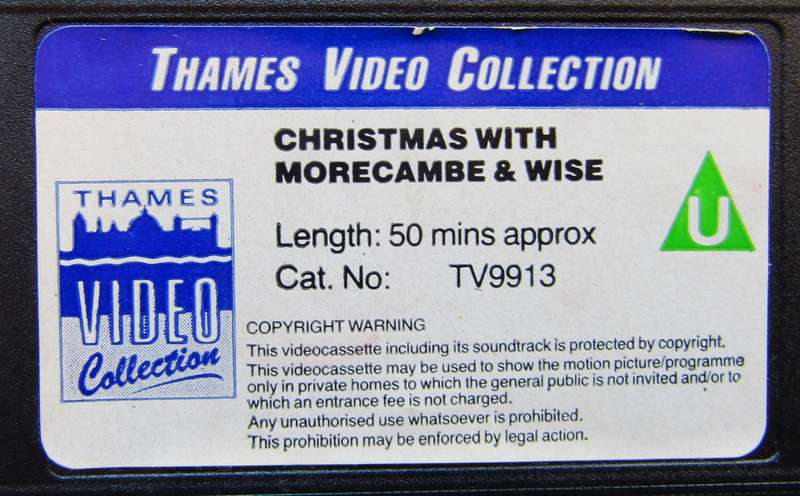 THAMES VIDEO COLLECTION
CHRISTMAS WITH
MORECAMBE & WISE
U
THAMES
VIDEO
Collection
Length: 50 mins approx
Cat. No: TV9913
COPYRIGHT WARNING
This videocassette including its soundtrack is protected by copyright.
This videocassette may be used to show the motion picture/programme
only in private homes to which the general public is not invited and/or to
which an entrance fee is not charged.
Any unauthorised use whatsoever is prohibited.
This prohibition may be enforced by legal action.